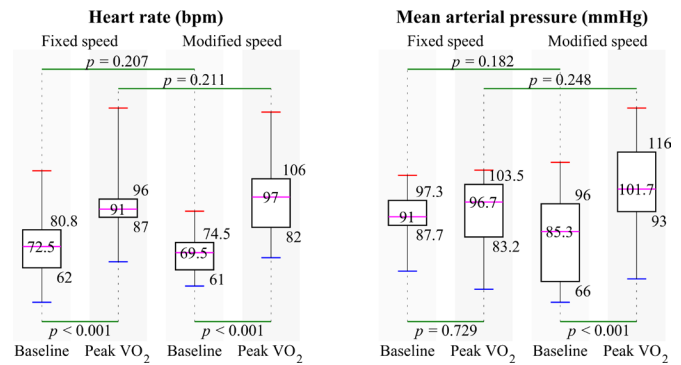 Heart rate (bpm)
Fixed speed Modified speed
p = 0.207
p = 0.211
96
91
87
80.8
72.5
62
74.5
69.5
61
106
97
82
p < 0.001 p < 0.001
Baseline Peak VO2 Baseline Peak VO2
Mean arterial pressure (mmHg)
Fixed speed Modified speed
p = 0.182
p = 0.248
97.3
91
87.7
103.5
96.7
83.2
96
85.3
66
116
101.7
93
p = 0.729 p < 0.001
Baseline Peak VO2 Baseline Peak VO2